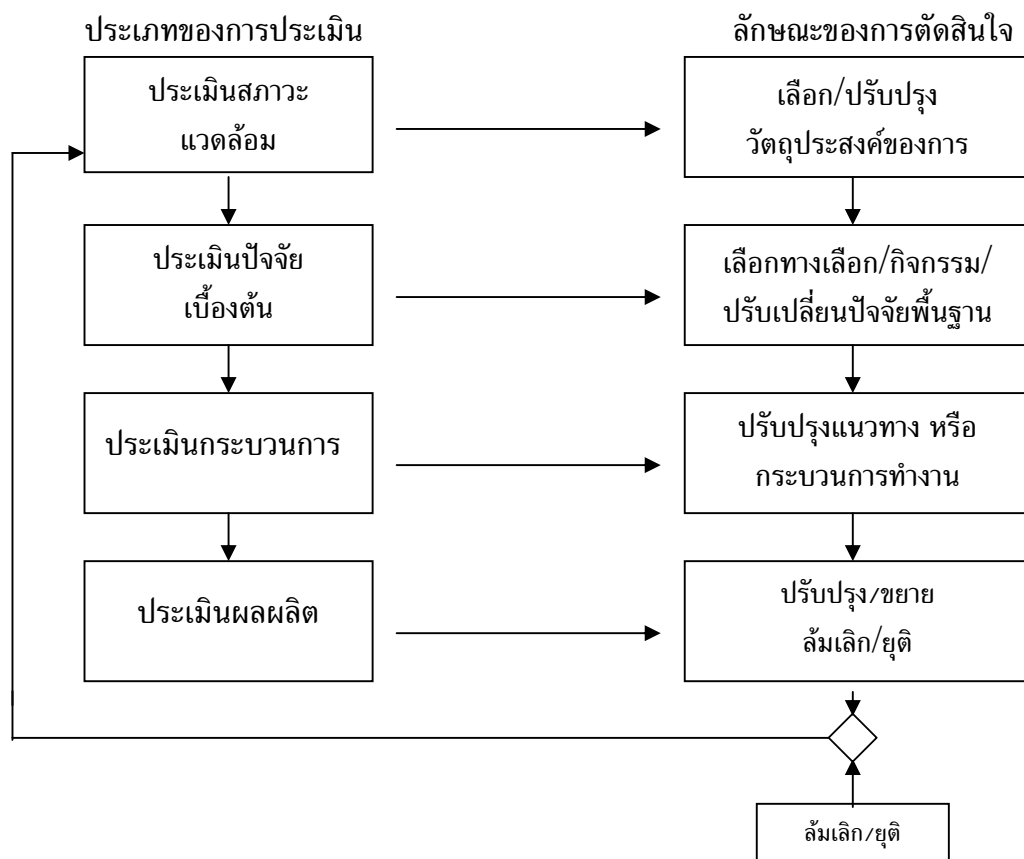 ประเภทของการประเมิน
ลักษณะของการตัดสินใจ
ประเมินสภาวะ
แวดล้อม
เลือก/ปรับปรุง
วัตถุประสงค์ของการ
ประเมินปัจจัย
เบื้องต้น
เลือกทางเลือก/กิจกรรม/
ปรับเปลี่ยนปัจจัยพื้นฐาน
ประเมินกระบวนการ
ปรับปรุงแนวทาง หรือ
กระบวนการทำงาน
ประเมินผลผลิต
ปรับปรุง/ขยาย
ล้มเลิก/ยุติ
ล้มเลิก/ยุติ